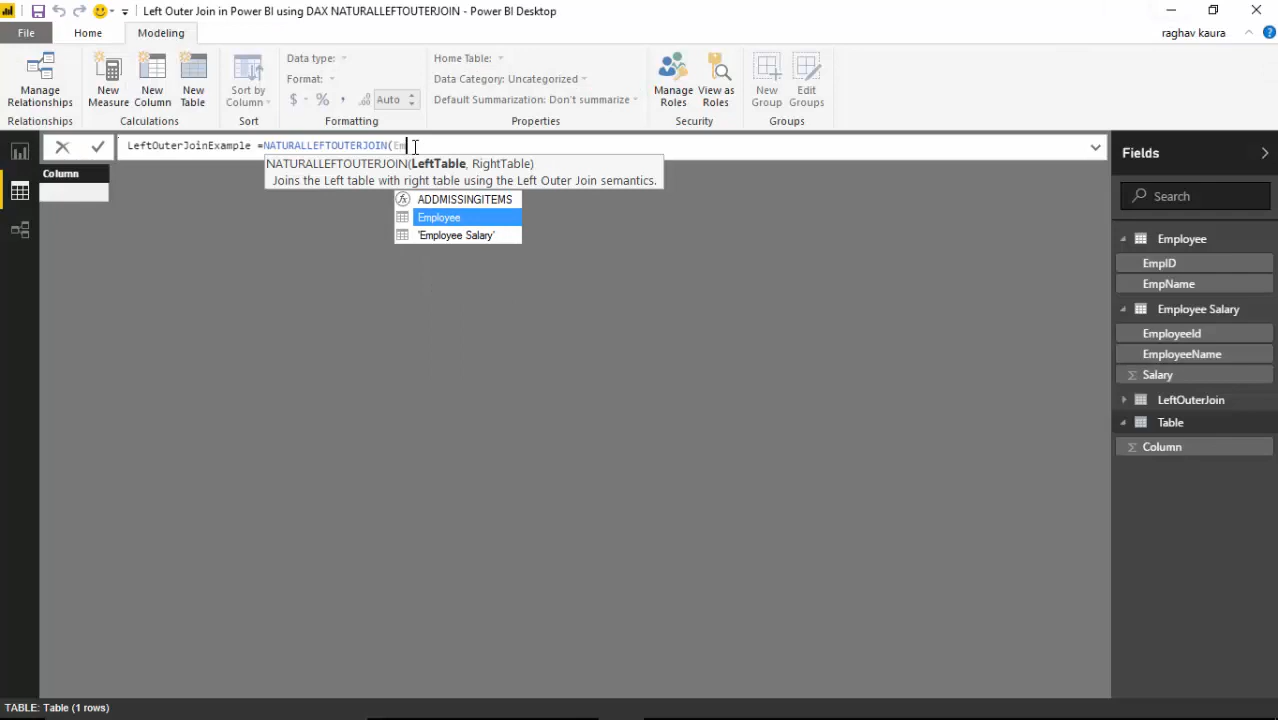 Left Outer Join in Power BI using DAX NATURALLEFTOUTERJOIN - Power BI Desktop
File
Home
Modeling
raghav kaura
Manage Relationships
New Measure
New Column
New Table
Sort by Column
Data type:
Format:
$ % , .00 Auto
Home Table:
Data Category: Uncategorized
Default Summarization: Don't summarize
Manage Roles
View as Roles
New Group
Edit Groups
Relationships
Calculations
Sort
Formatting
Properties
Security
Groups
LeftOuterJoinExample =NATURALLEFTOUTERJOIN(Em
NATURALLEFTOUTERJOIN(LeftTable, RightTable)
Joins the Left table with right table using the Left Outer Join semantics.
ADDMISSINGITEMS
Employee
'Employee Salary'
Column
Fields
Search
Employee
EmpID
EmpName
Employee Salary
EmployeeId
EmployeeName
Σ Salary
LeftOuterJoin
Table
Σ Column
TABLE: Table (1 rows)